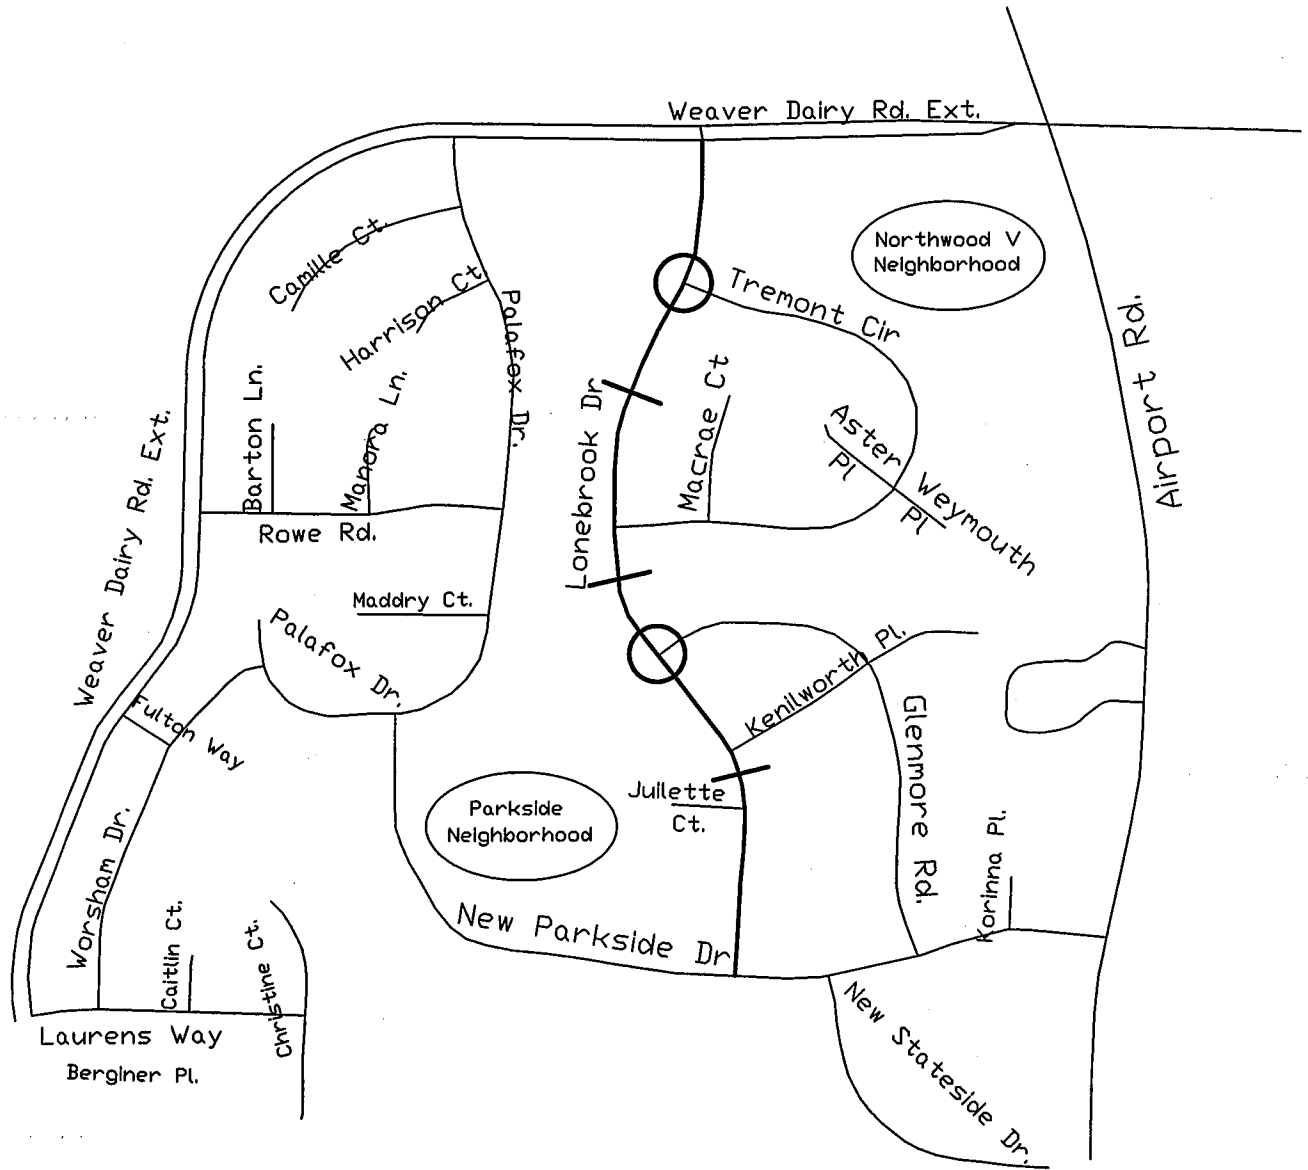 Weaver Dairy Rd. Ext.
Northwood V
Neighborhood
Camille Ct.
Harrison Ct.
Palafox Dr.
Tremont Cir
Airport Rd.
Barton Ln.
Manora Ln.
Lonebrook Dr.
Macrae Ct
Aster
Pl
Weymouth
Pl
Weaver Dairy Rd. Ext.
Rowe Rd.
Maddry Ct.
Palafox Dr.
Kenilworth Pl.
Fulton Way
Glenmore Rd.
Juilette
Ct.
Parkside
Neighborhood
Worsham Dr.
Korinna Pl.
Caitlin Ct.
Christine Ct.
New Parkside Dr
New Stateside Dr.
Laurens Way
Berginer Pl.